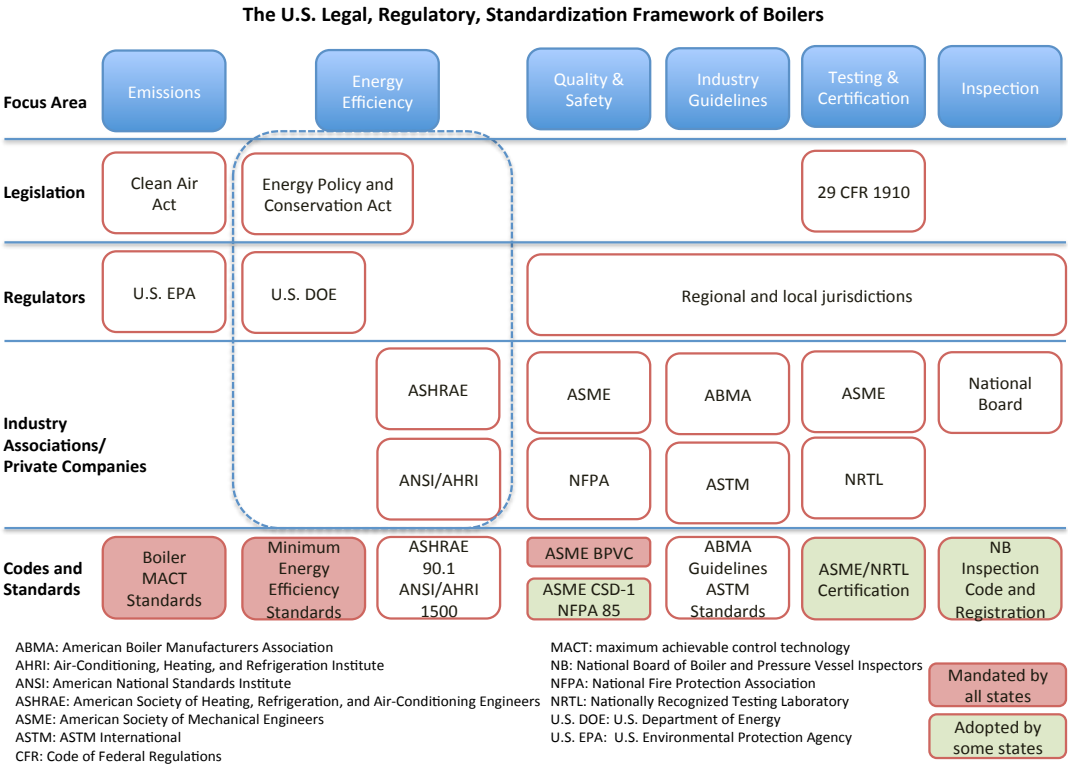 The U.S. Legal, Regulatory, Standardization Framework of Boilers
Focus Area
Emissions
Energy
Efficiency
Quality &
Safety
Industry
Guidelines
Testing &
Certification
Inspection
Legislation
Clean Air
Act
Energy Policy and
Conservation Act
29 CFR 1910
Regulators
U.S. EPA
U.S. DOE
Regional and local jurisdictions
Industry
Associations/
Private Companies
ASHRAE
ASME
ABMA
ASME
National
Board
ANSI/AHRI
NFPA
ASTM
NRTL
Codes and
Standards
Boiler
MACT
Standards
Minimum
Energy
Efficiency
Standards
ASHRAE
90.1
ANSI/AHRI
1500
ASME BPVC
ASME CSD-1
NFPA 85
ABMA
Guidelines
ASTM
Standards
ASME/NRTL
Certification
NB
Inspection
Code and
Registration
ABMA: American Boiler Manufacturers Association
AHRI: Air-Conditioning, Heating, and Refrigeration Institute
ANSI: American National Standards Institute
ASHRAE: American Society of Heating, Refrigeration, and Air-Conditioning Engineers
ASME: American Society of Mechanical Engineers
ASTM: ASTM International
CFR: Code of Federal Regulations
MACT: maximum achievable control technology
NB: National Board of Boiler and Pressure Vessel Inspectors
NFPA: National Fire Protection Association
NRTL: Nationally Recognized Testing Laboratory
U.S. DOE: U.S. Department of Energy
U.S. EPA: U.S. Environmental Protection Agency
Mandated by
all states
Adopted by
some states